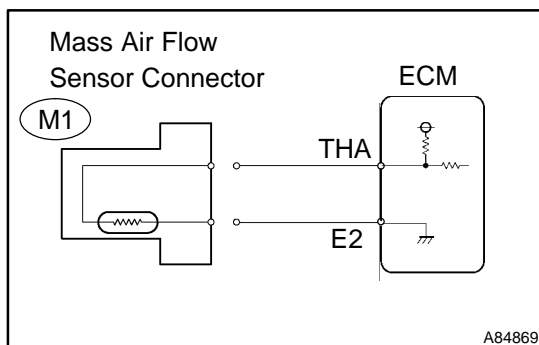 Mass Air Flow
Sensor Connector
ECM
M1
THA
E2
A84869